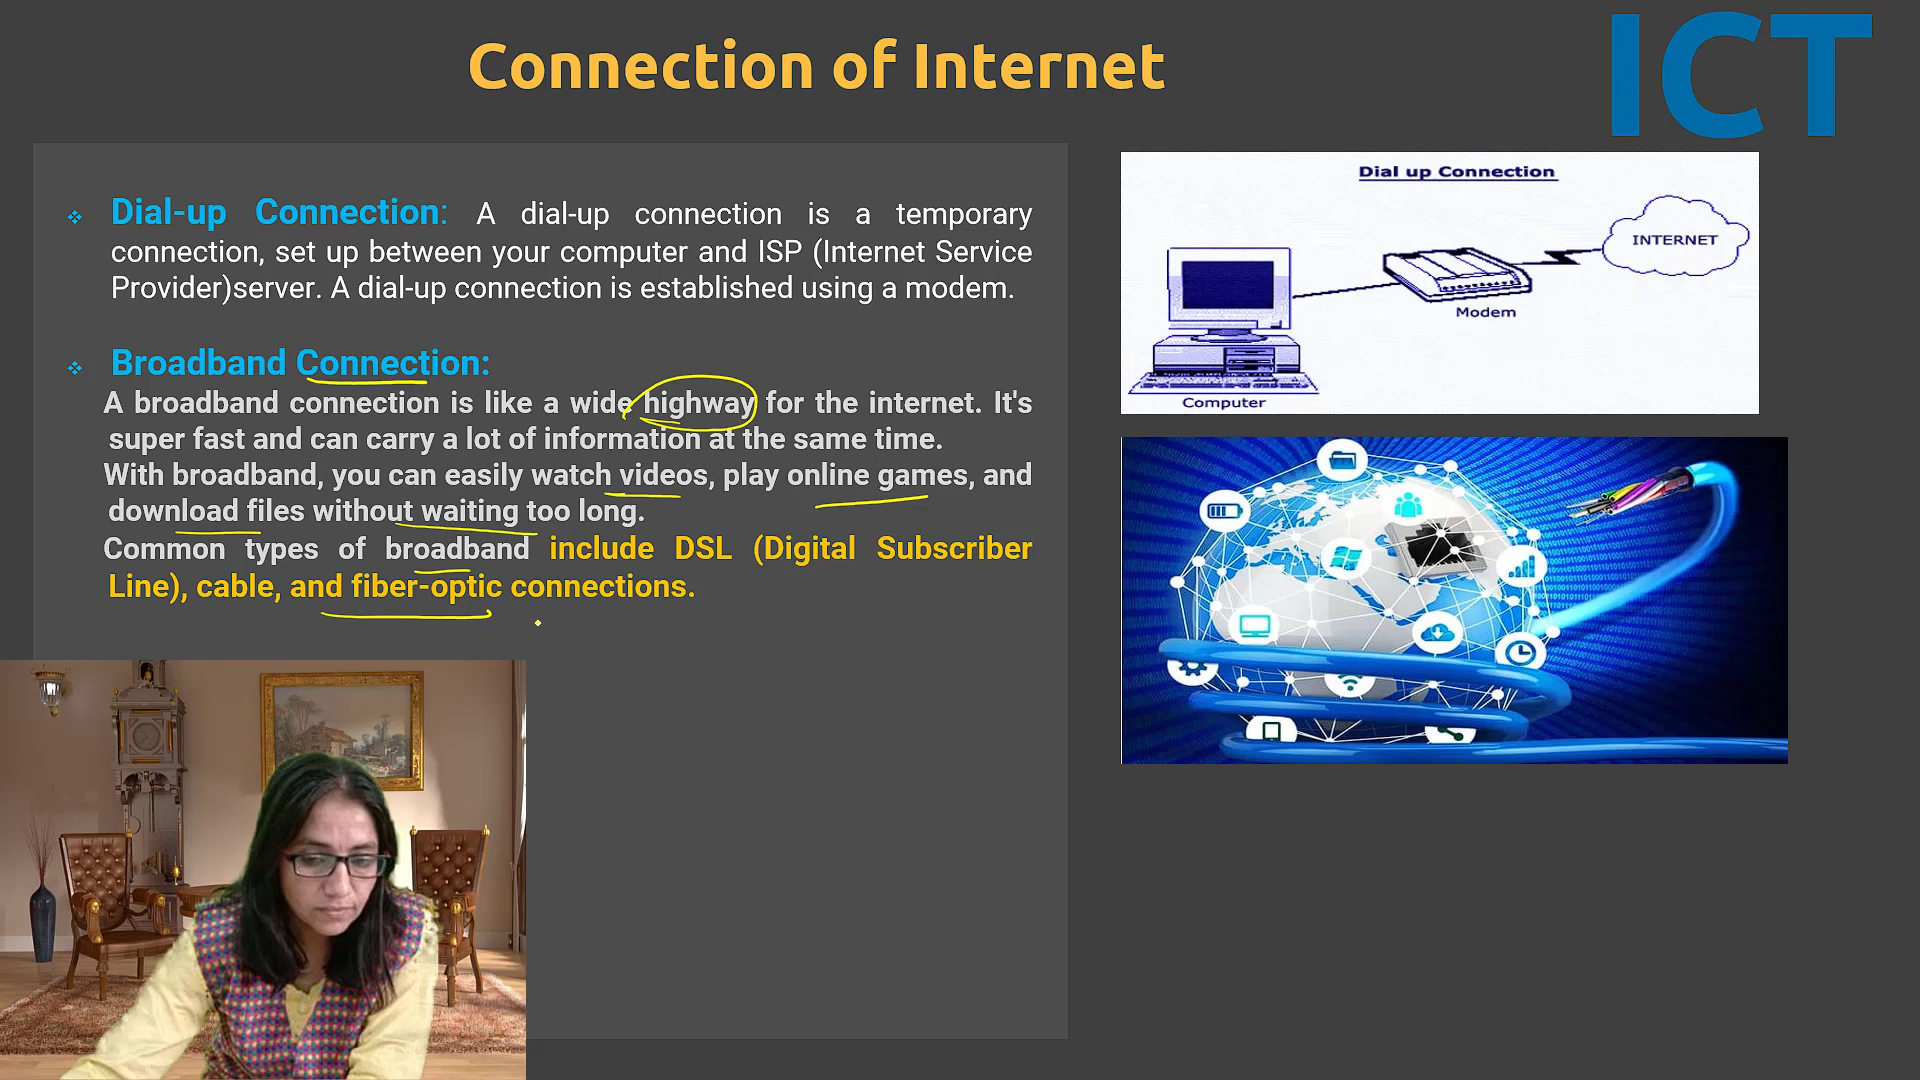 Connection of Internet
ICT
Dial-up Connection: A dial-up connection is a temporary
connection, set up between your computer and ISP (Internet Service
Provider)server. A dial-up connection is established using a modem.
Broadband Connection:
A broadband connection is like a wide highway for the internet. It's
super fast and can carry a lot of information at the same time.
With broadband, you can easily watch videos, play online games, and
download files without waiting too long.
Common types of broadband include DSL (Digital Subscriber
Line), cable, and fiber-optic connections.
Dial up Connection
INTERNET
Modem
Computer